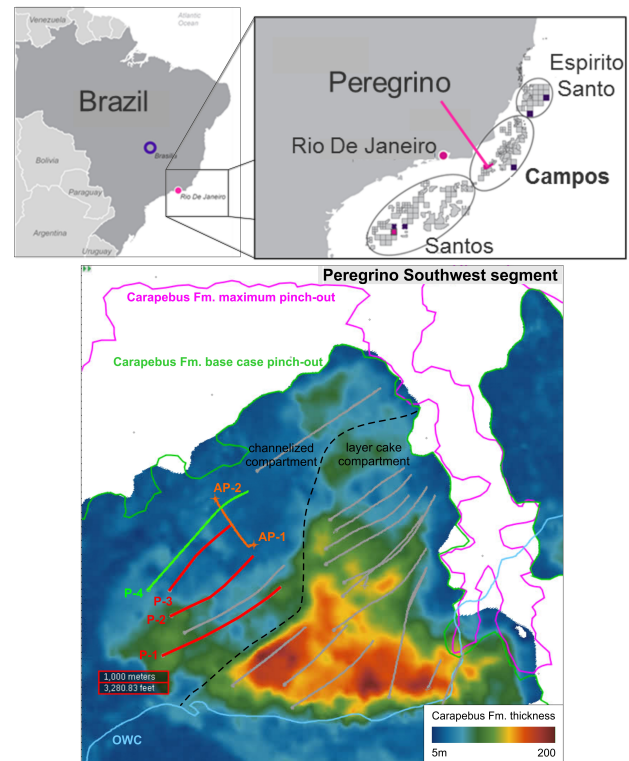 Venezuela
Atlantic
Ocean
Brazil
Brasilia
Bolivia
Paraguay
Rio De Janeiro
Argentina
Uruguay
Espirito
Santo
Peregrino
Rio De Janeiro
Campos
Santos
Peregrino Southwest segment
Carapebus Fm. maximum pinch-out
Carapebus Fm. base case pinch-out
channelized
compartment
layer cake
compartment
AP-2
AP-1
P-4
P-3
P-2
P-1
1,000 meters
3,280.83 feet
OWC
Carapebus Fm. thickness
5m
200